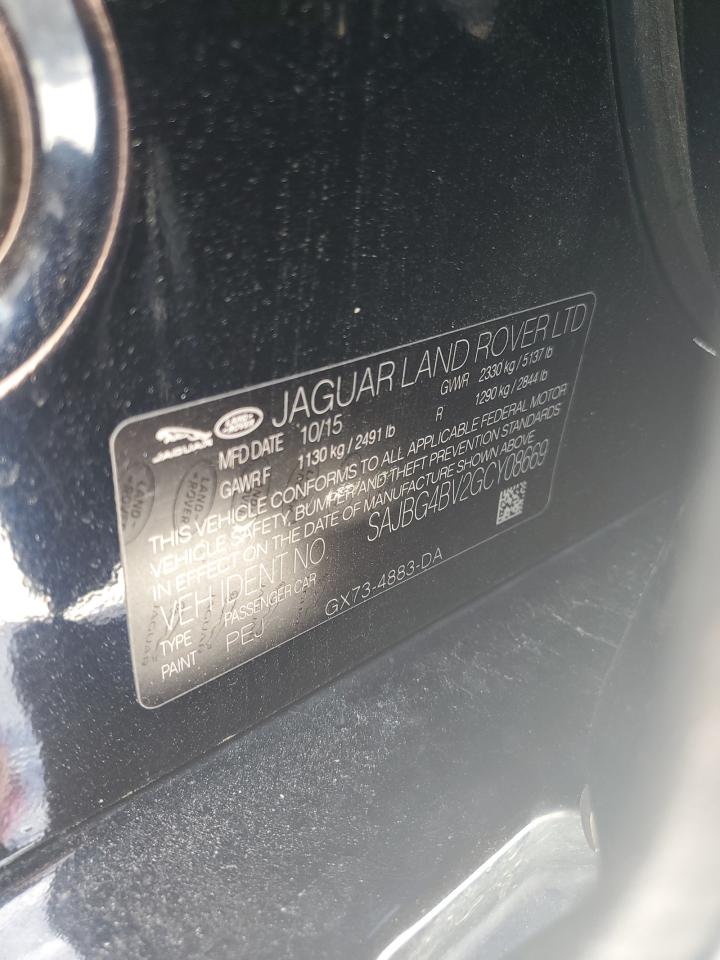 JAGUAR LAND ROVER JAGUAR LAND ROVER LTD
MFD DATE 10/15 GVWR 2330 kg / 5137 lb
GAWR F 1130 kg / 2491 lb R 1290 kg / 2844 lb
THIS VEHICLE CONFORMS TO ALL APPLICABLE FEDERAL MOTOR
VEHICLE SAFETY, BUMPER AND THEFT PREVENTION STANDARDS
IN EFFECT ON THE DATE OF MANUFACTURE SHOWN ABOVE
VEH IDENT NO. SAJBG4BV2GCY08669
TYPE PASSENGER CAR
PAINT PEJ GX73-4883-DA